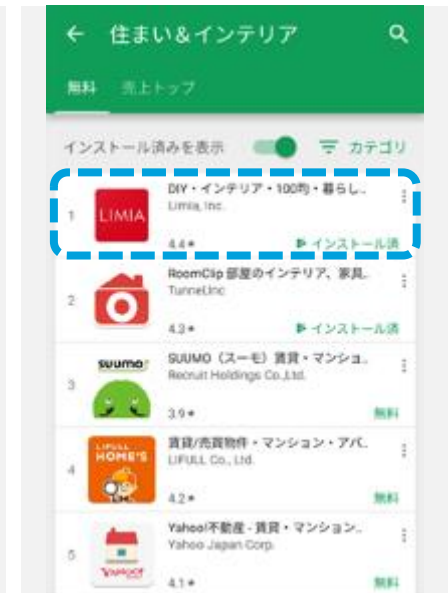 住まい&インテリア
無料 売上トップ
インストール済みを表示 カテゴリ
1
LIMIA
DIY・インテリア・100均・暮らし..
Limia, Inc.
4.4★ インストール済
2
RoomClip 部屋のインテリア、家具..
TunnelInc
4.3★ インストール済
3
suumo
SUUMO（スーモ）賃貸・マンショ..
Recruit Holdings Co.,Ltd.
3.9★ 無料
4
LIFULL
HOME'S
賃貸/売買物件・マンション・アパ..
LIFULL Co., Ltd.
4.2★ 無料
5
YAHOO!
Yahoo!不動産 - 賃貸・マンション..
Yahoo Japan Corp.
4.1★ 無料